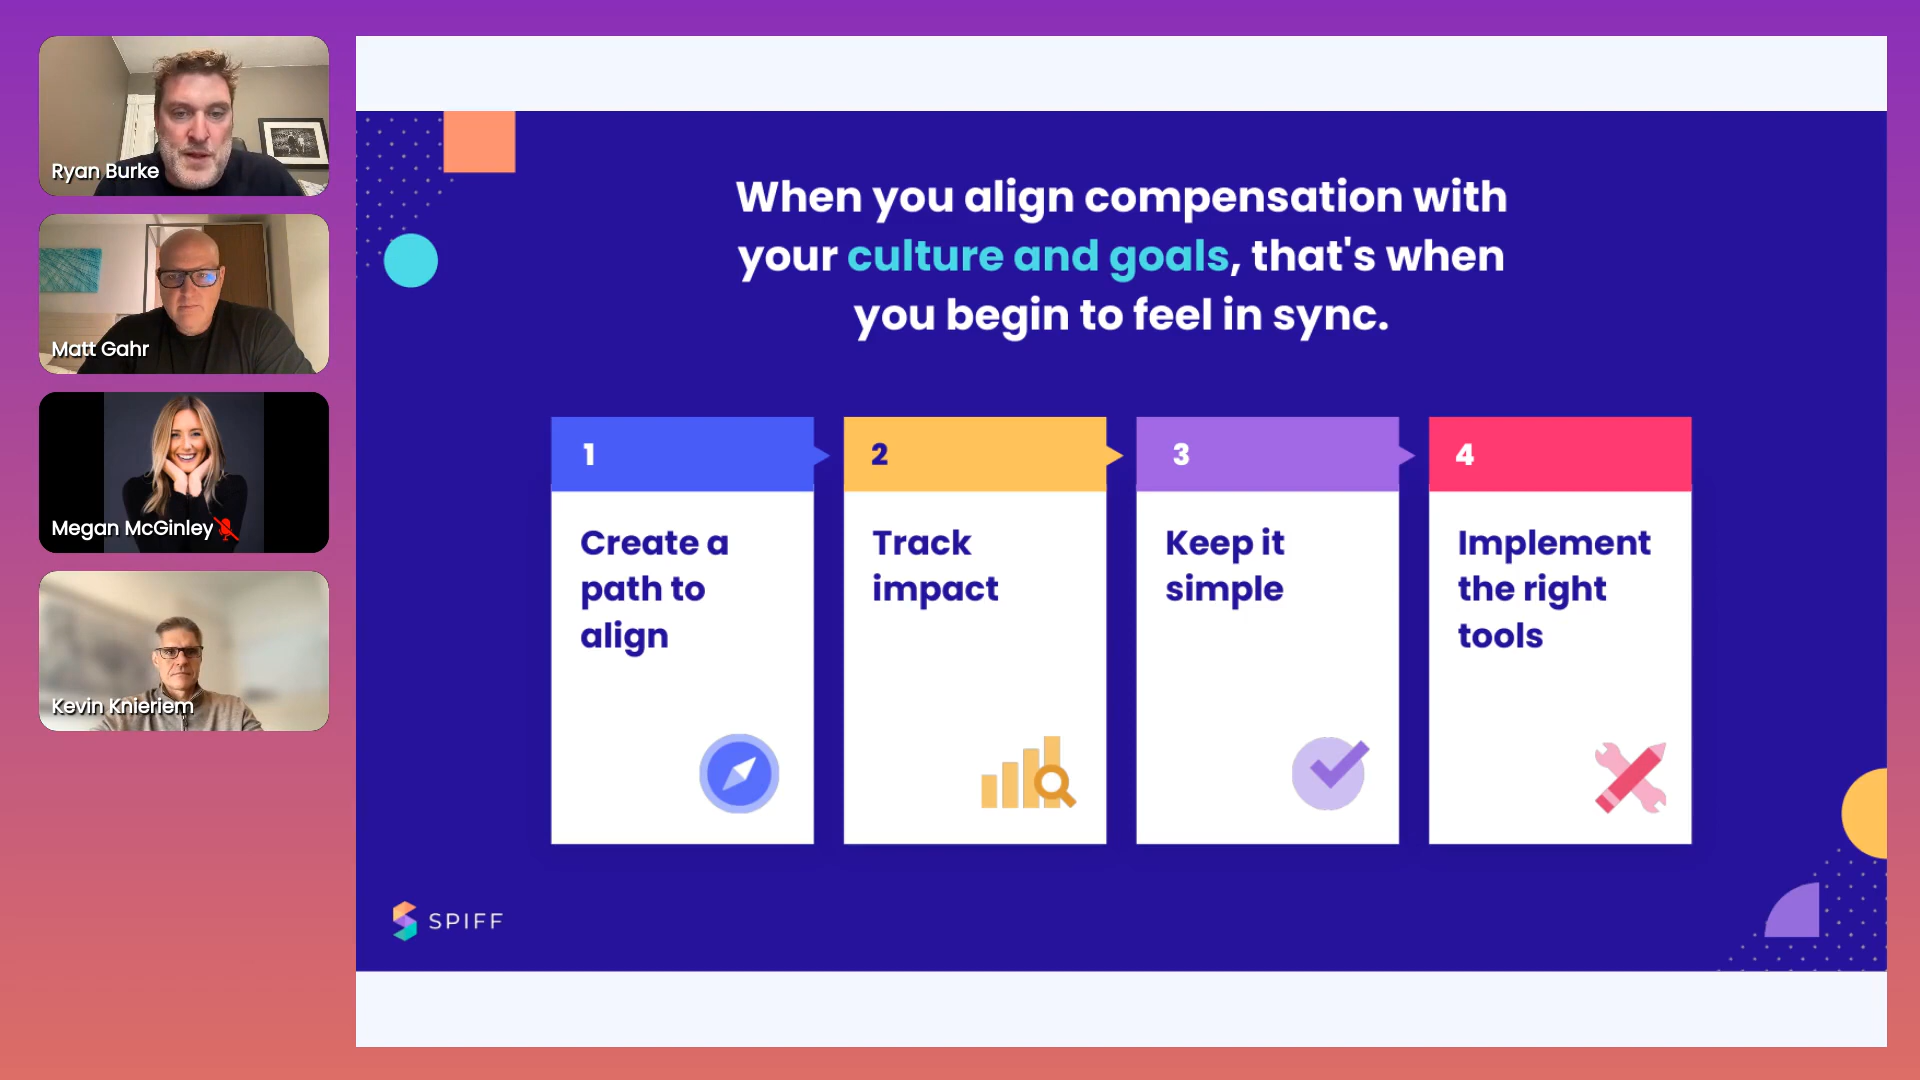 Ryan Burke
Matt Gahr
Megan McGinley
Kevin Knieriem
When you align compensation with
your culture and goals, that's when
you begin to feel in sync.
1
Create a
path to
align
2
Track
impact
3
Keep it
simple
4
Implement
the right
tools
SPIFF